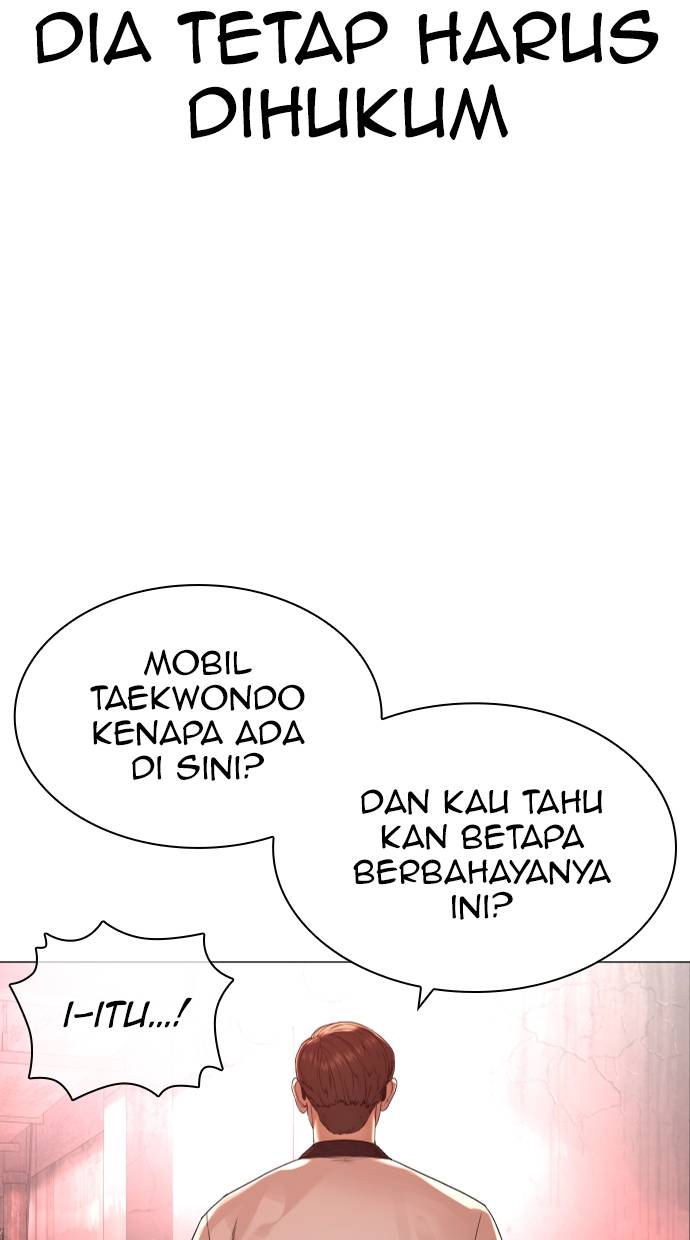 DIA TETAP HARUS
DIHUKUM
MOBIL
TAEKWONDO
KENAPA ADA
DI SINI?
DAN KAU TAHU
KAN BETAPA
BERBAHAYANYA
INI?
I-ITU...!